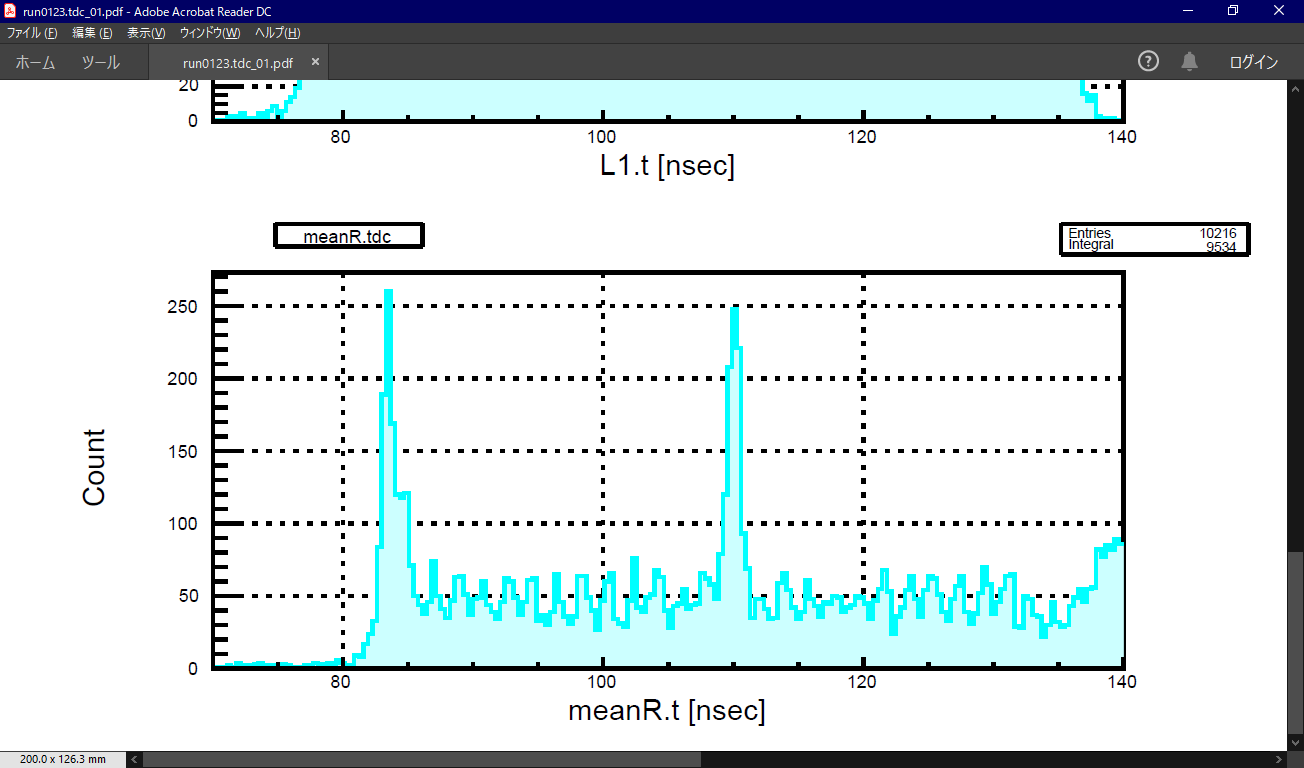 run0123.tdc_01.pdf - Adobe Acrobat Reader DC
ファイル (F) 編集 (E) 表示(V) ウィンドウ(W) ヘルプ(H)
ホーム ツール run0123.tdc_01.pdf × ? ログイン
20
0
80 100 120 140
L1.t [nsec]
meanR.tdc
Entries 10216
Integral 9534
250
200
150
100
50
0
Count
80 100 120 140
meanR.t [nsec]
200.0 x 126.3 mm